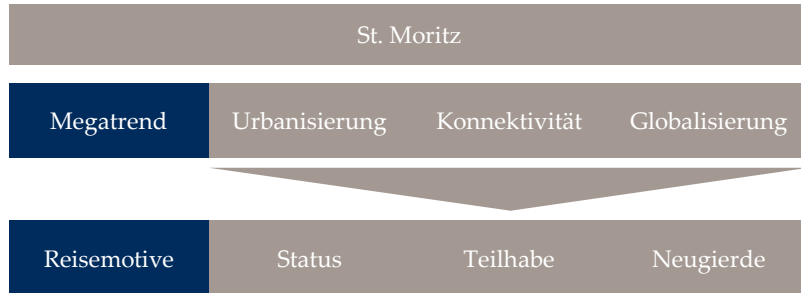 St. Moritz
Megatrend Urbanisierung Konnektivität Globalisierung
Reisemotive Status Teilhabe Neugierde